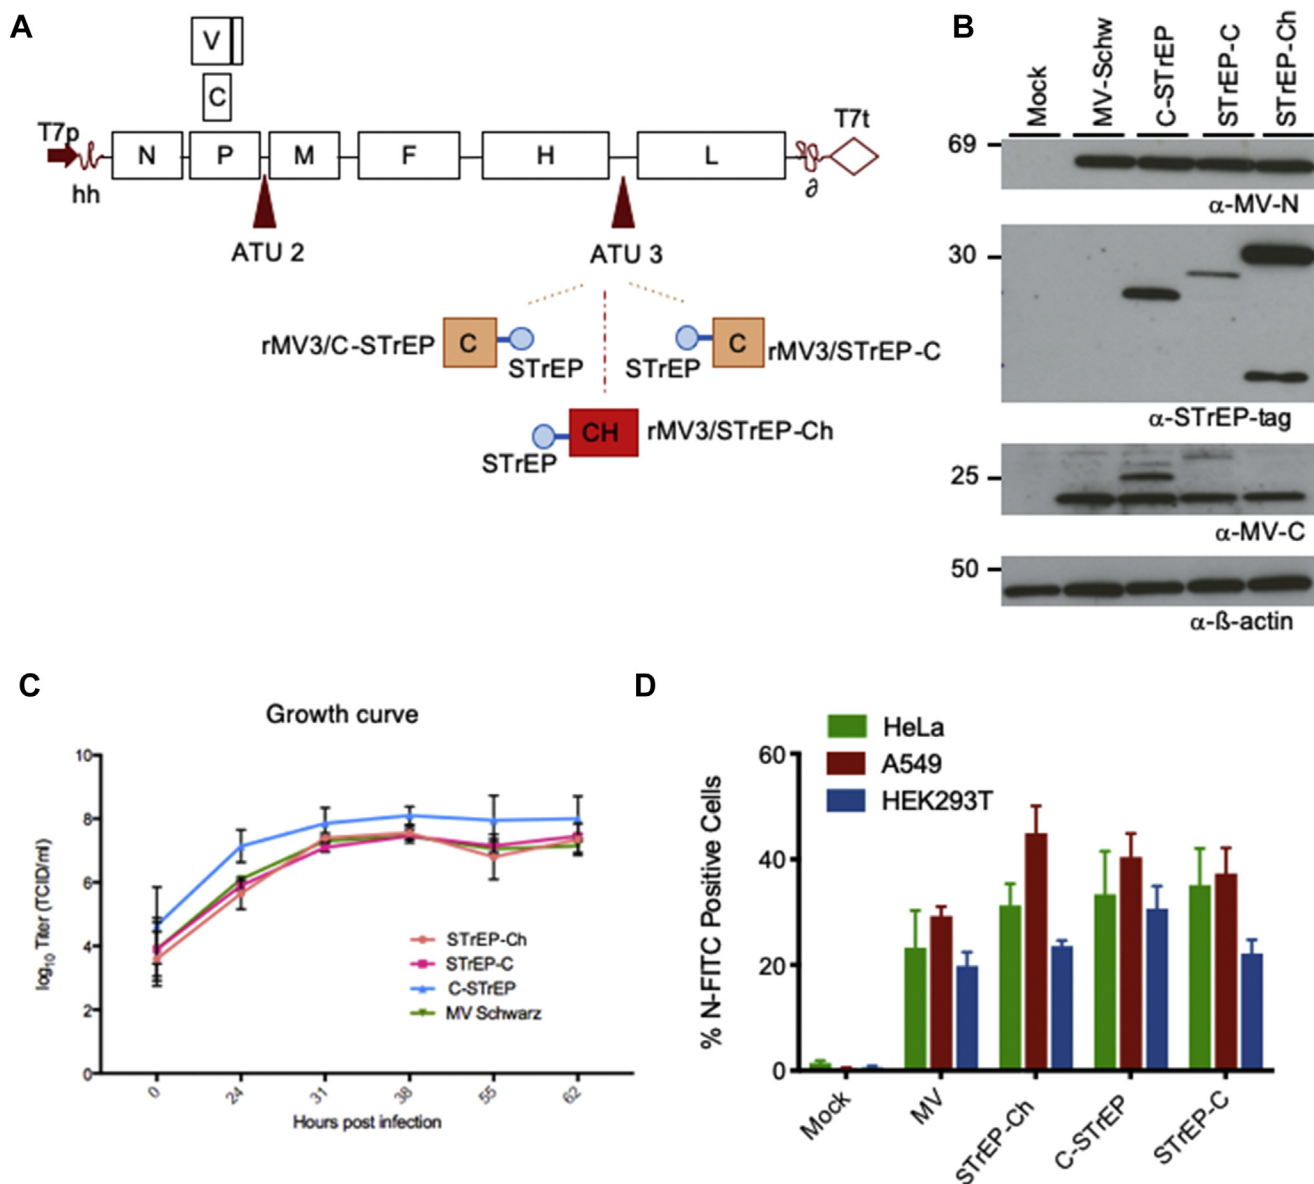 A
V
C
T7p
N
P
M
F
H
L
T7t
hh
∂
ATU 2
ATU 3
rMV3/C-STrEP
C
STrEP
STrEP
C
rMV3/STrEP-C
CH
rMV3/STrEP-Ch
STrEP
B
Mock
MV-Schw
C-STrEP
STrEP-C
STrEP-Ch
69
α-MV-N
30
α-STrEP-tag
25
α-MV-C
50
α-ß-actin
C
Growth curve
log10 Titer (TCID/ml)
10
8
6
4
2
0
STrEP-Ch
STrEP-C
C-STrEP
MV Schwarz
0
24
31
38
55
62
Hours post infection
D
HeLa
A549
HEK293T
% N-FITC Positive Cells
60
40
20
0
Mock
MV
STrEP-Ch
C-STrEP
STrEP-C